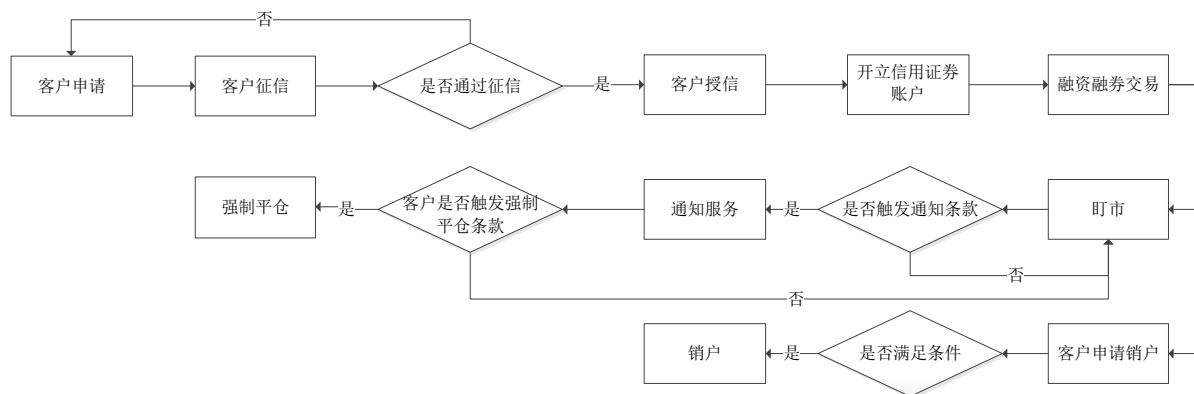 否
客户申请
客户征信
是否通过征信
是
客户授信
开立信用证券
账户
融资融券交易
强制平仓
是
客户是否触发强制
平仓条款
通知服务
是
是否触发通知条款
盯市
否
否
销户
是
是否满足条件
客户申请销户